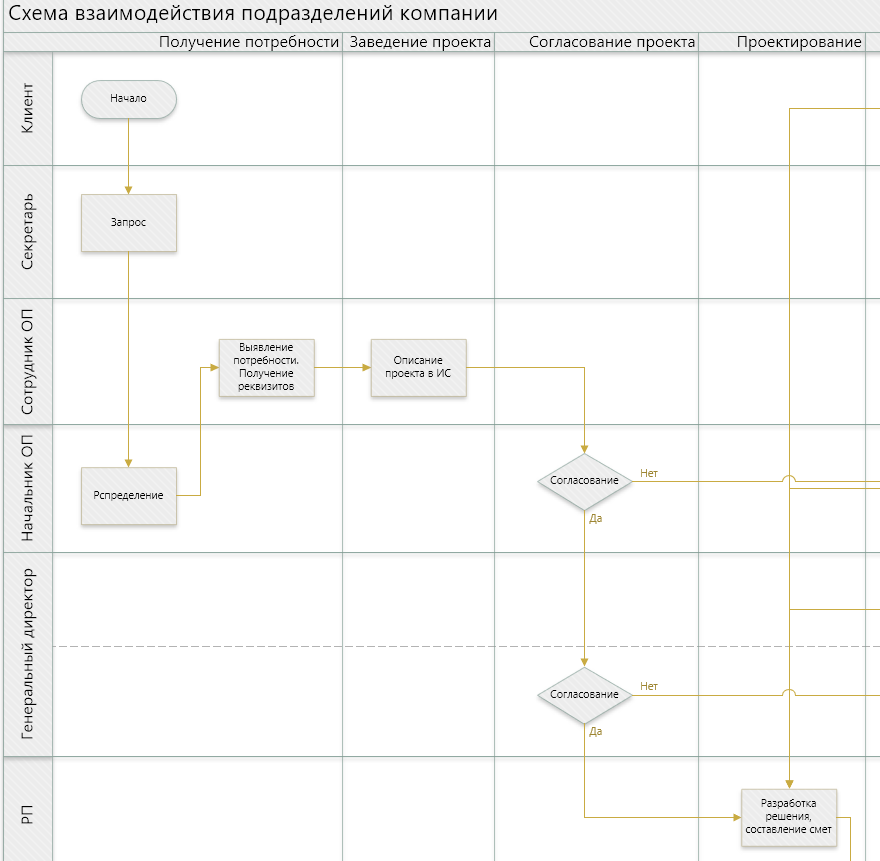 Схема взаимодействия подразделений компании
Получение потребности
Заведение проекта
Согласование проекта
Проектирование
Клиент
Начало
Секретарь
Запрос
Сотрудник ОП
Выявление
потребности.
Получение
реквизитов
Описание
проекта в ИС
Начальник ОП
Рспределение
Согласование
Нет
Да
Генеральный директор
Согласование
Нет
Да
РП
Разработка
решения,
составление смет